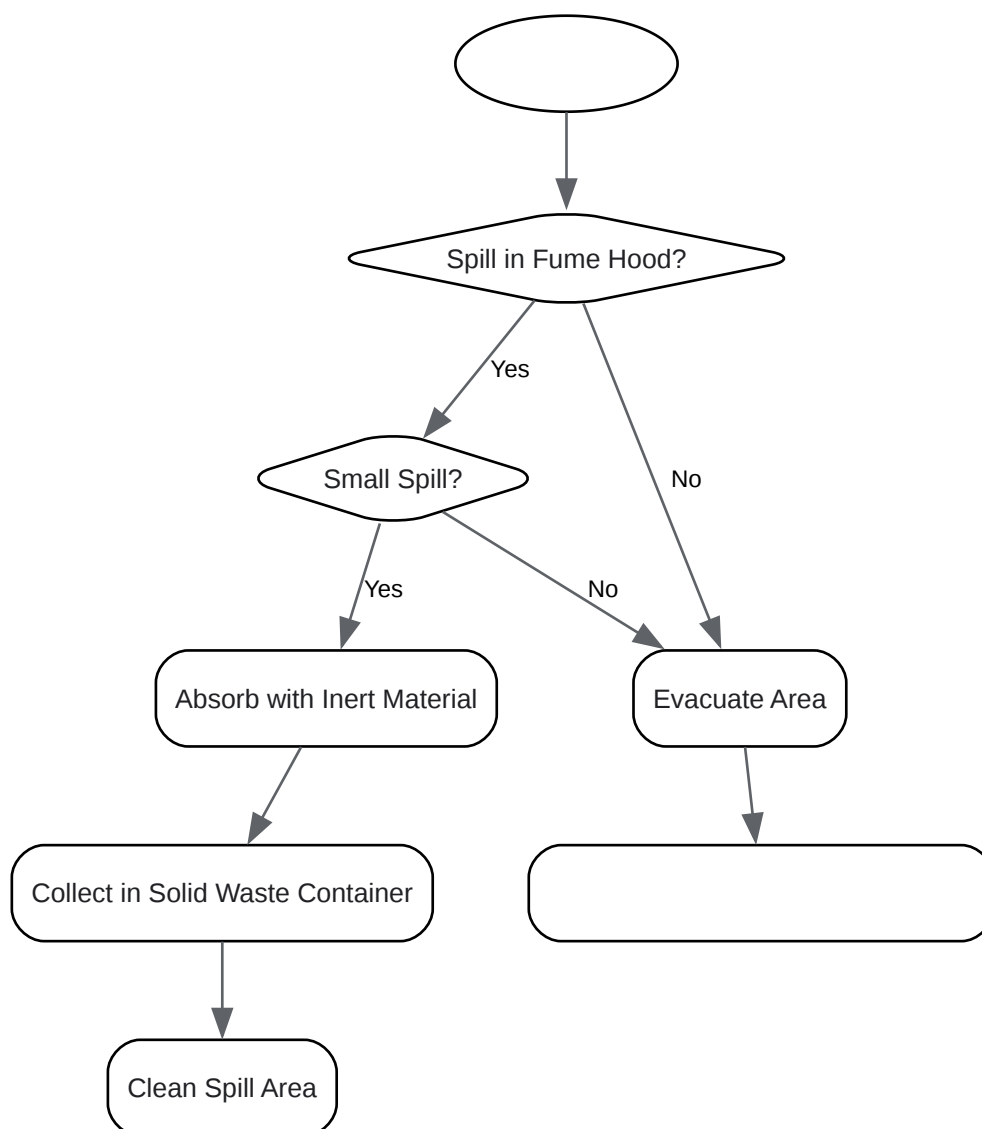 Spill in Fume Hood?
Yes
Small Spill?
No
Yes
No
Absorb with Inert Material
Evacuate Area
Collect in Solid Waste Container
Clean Spill Area